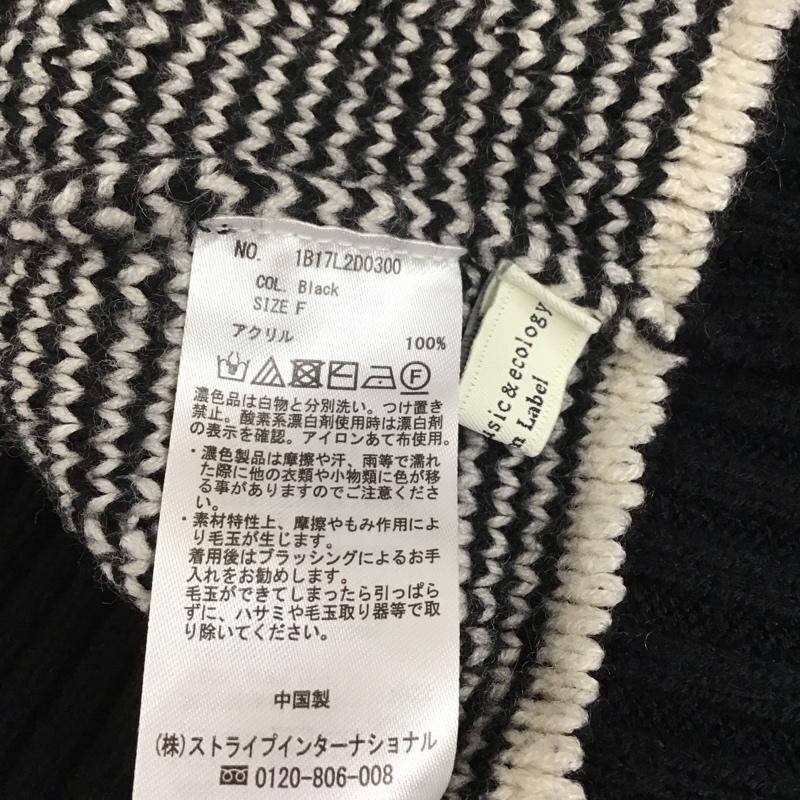 NO. 1B17L2D0300
COL. Black
SIZE F
アクリル 100%
F
濃色品は白物と分別洗い。つけ置き
禁止。酸素系漂白剤使用時は漂白剤
の表示を確認。アイロンあて布使用。
・濃色製品は摩擦や汗、雨等で濡れ
た際に他の衣類や小物類に色が移
る事がありますのでご注意くださ
い。
・素材特性上、摩擦やもみ作用によ
り毛玉が生じます。
着用後はブラッシングによるお手
入れをお勧めします。
毛玉ができてしまったら引っぱら
ずに、ハサミや毛玉取り器等で取
り除いてください。
中国製
(株)ストライプインターナショナル
0120-806-008
usic&ecology
n Label